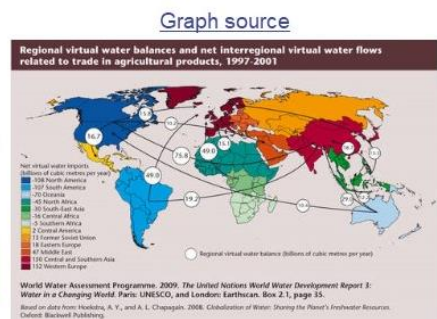 Graph source
Regional virtual water balances and net interregional virtual water flows
related to trade in agricultural products, 1997-2001
Net virtual water imports
(billions of cubic metres per year)
-108 North America
-107 South America
-70 Oceania
-45 North Africa
-30 South-East Asia
-16 Central Africa
-5 Southern Africa
2 Central America
13 Former Soviet Union
18 Eastern Europe
47 Middle East
150 Central and Southern Asia
152 Western Europe
56.7
75.8
49.0
15.1
49.0
19.2
Regional virtual water balance (billions of cubic metres per year)
World Water Assessment Programme. 2009. The United Nations World Water Development Report 3:
Water in a Changing World. Paris: UNESCO, and London: Earthscan. Box 2.1, page 35.
Based on data from: Hoekstra, A. Y., and A. L. Chapagain. 2008. Globalization of Water: Sharing the Planet's Freshwater Resources.
Oxford: Blackwell Publishing.